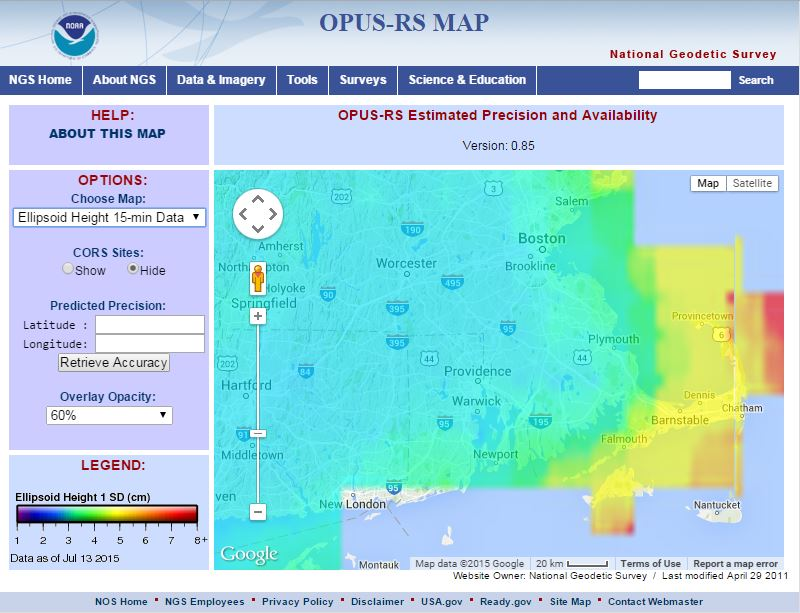 NOAA
OPUS-RS MAP
National Geodetic Survey
NGS Home
About NGS
Data & Imagery
Tools
Surveys
Science & Education
Search
HELP:
ABOUT THIS MAP
OPTIONS:
Choose Map:
Ellipsoid Height 15-min Data
CORS Sites:
Show Hide
Predicted Precision:
Latitude :
Longitude:
Retrieve Accuracy
Overlay Opacity:
60%
LEGEND:
Ellipsoid Height 1 SD (cm)
1 2 3 4 5 6 7 8+
Data as of Jul 13 2015
OPUS-RS Estimated Precision and Availability
Version: 0.85
Map Satellite
202
3
Salem
190
Boston
Amherst
Worcester
Brookline
Holyoke
495
90
Springfield
395
Provincetown
95
6
395
Plymouth
44
44
202
84
Providence
Hartford
Dennis
Warwick
Chatham
195
Barnstable
95
91
Falmouth
Middletown
Newport
95
ven
New London
Nantucket
Montauk
Google
Map data ©2015 Google
20 km
Terms of Use
Report a map error
Website Owner: National Geodetic Survey / Last modified April 29 2011
NOS Home
NGS Employees
Privacy Policy
Disclaimer
USA.gov
Ready.gov
Site Map
Contact Webmaster